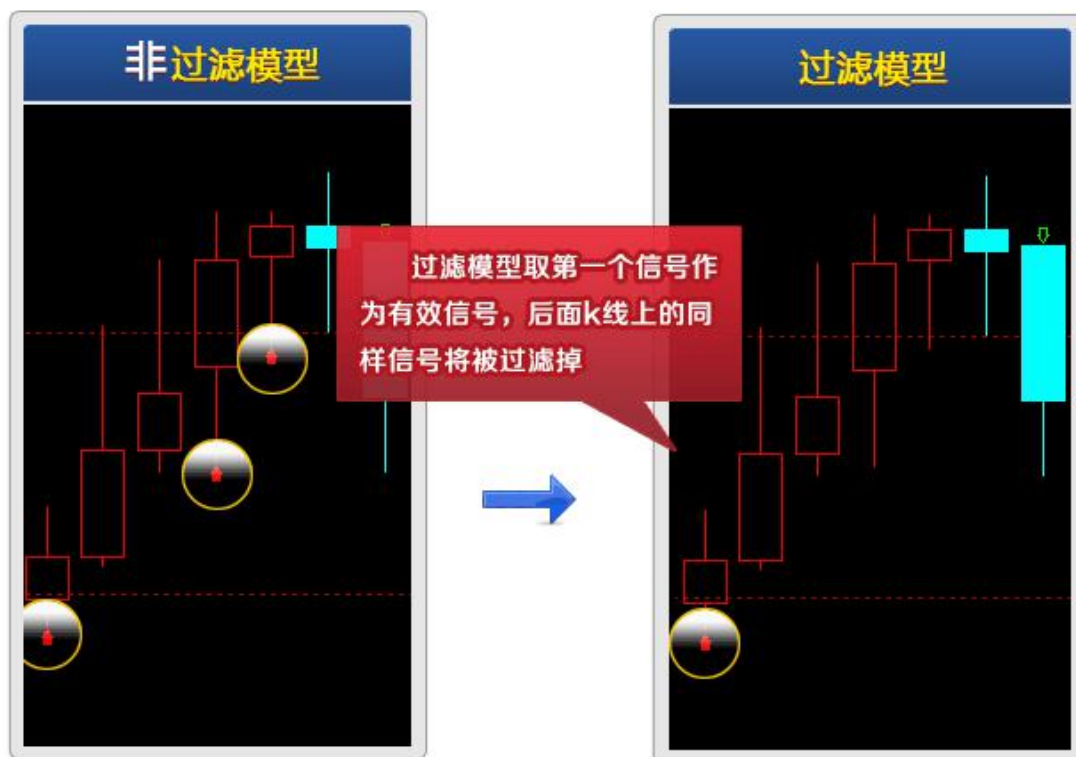 非过滤模型
过滤模型
过滤模型取第一个信号作
为有效信号，后面k线上的同
样信号将被过滤掉